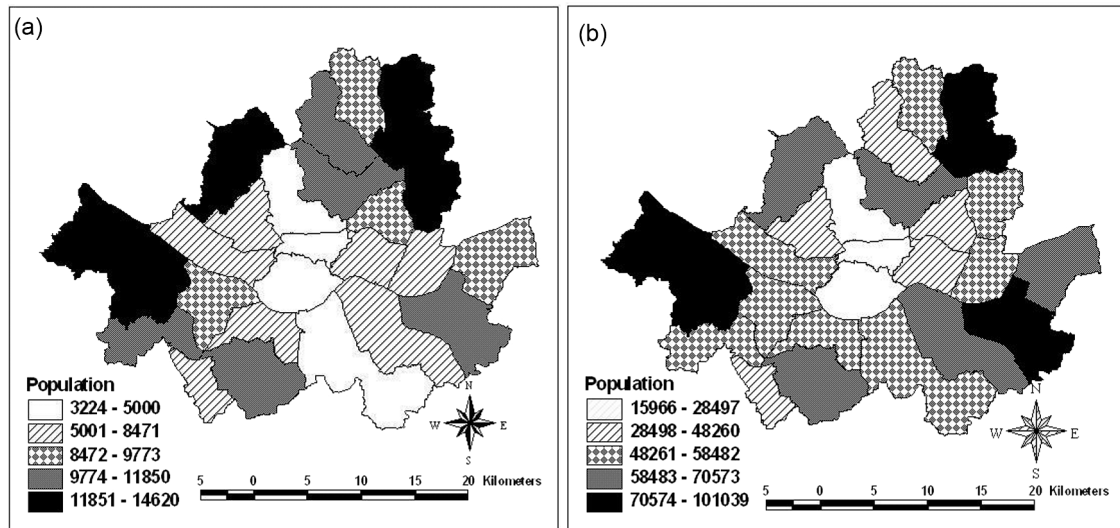 (a)
Population
3224 - 5000
5001 - 8471
8472 - 9773
9774 - 11850
11851 - 14620
N
W E
S
5 0 5 10 15 20 Kilometers
(b)
Population
15966 - 28497
28498 - 48260
48261 - 58482
58483 - 70573
70574 - 101039
N
W E
S
5 0 5 10 15 20 Kilometers